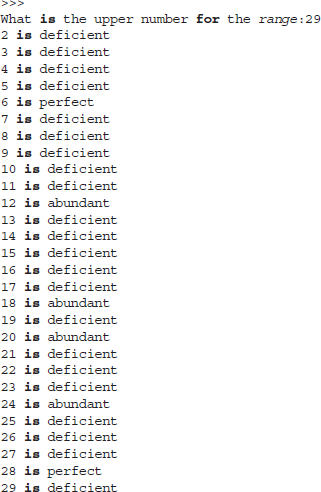 >>>
What is the upper number for the range:29
2 is deficient
3 is deficient
4 is deficient
5 is deficient
6 is perfect
7 is deficient
8 is deficient
9 is deficient
10 is deficient
11 is deficient
12 is abundant
13 is deficient
14 is deficient
15 is deficient
16 is deficient
17 is deficient
18 is abundant
19 is deficient
20 is abundant
21 is deficient
22 is deficient
23 is deficient
24 is abundant
25 is deficient
26 is deficient
27 is deficient
28 is perfect
29 is deficient